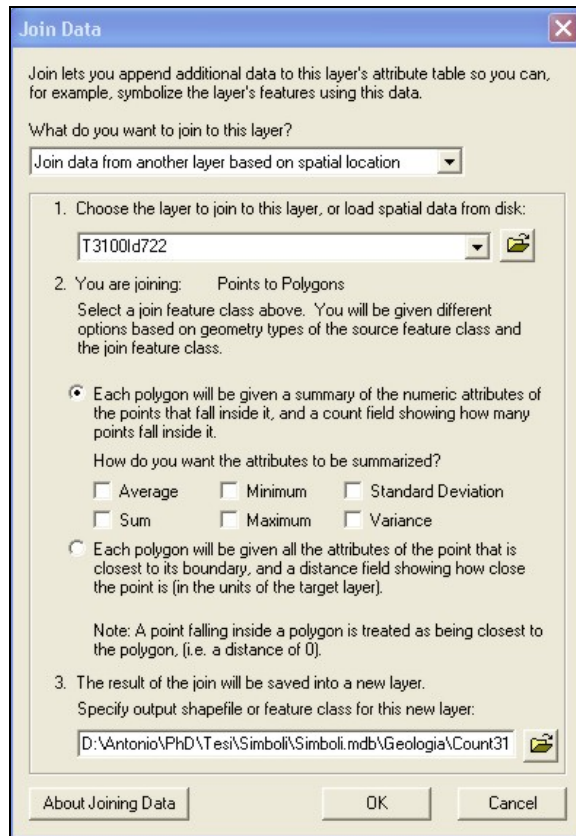 Join Data
Join lets you append additional data to this layer's attribute table so you can,
for example, symbolize the layer's features using this data.
What do you want to join to this layer?
Join data from another layer based on spatial location
1. Choose the layer to join to this layer, or load spatial data from disk:
T3100Id722
2. You are joining: Points to Polygons
Select a join feature class above. You will be given different
options based on geometry types of the source feature class and
the join feature class.
Each polygon will be given a summary of the numeric attributes of
the points that fall inside it, and a count field showing how many
points fall inside it.
How do you want the attributes to be summarized?
Average Minimum Standard Deviation
Sum Maximum Variance
Each polygon will be given all the attributes of the point that is
closest to its boundary, and a distance field showing how close
the point is (in the units of the target layer).
Note: A point falling inside a polygon is treated as being closest to
the polygon, (i.e. a distance of 0).
3. The result of the join will be saved into a new layer.
Specify output shapefile or feature class for this new layer:
D:\Antonio\PhD\Tesi\Simboli\Simboli.mdb\Geologia\Count31
About Joining Data OK Cancel